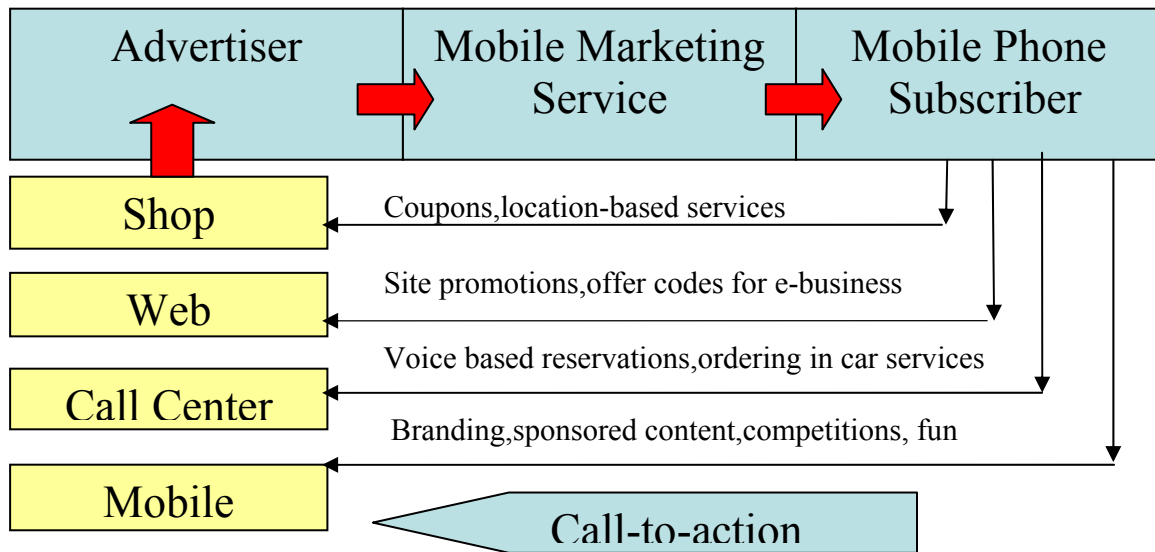 Advertiser
Mobile Marketing
Service
Mobile Phone
Subscriber
Shop
Coupons,location-based services
Web
Site promotions,offer codes for e-business
Call Center
Voice based reservations,ordering in car services
Mobile
Branding,sponsored content,competitions, fun
Call-to-action